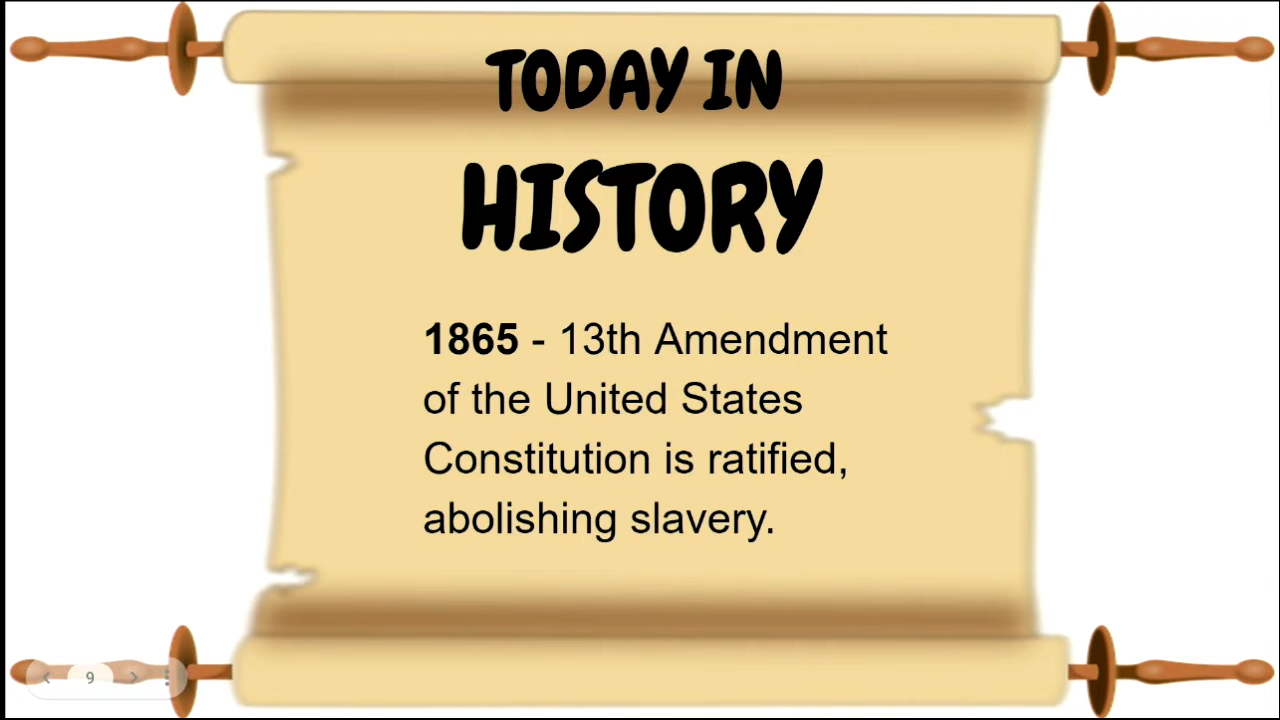 TODAY IN
HISTORY
1865 - 13th Amendment
of the United States
Constitution is ratified,
abolishing slavery.
9